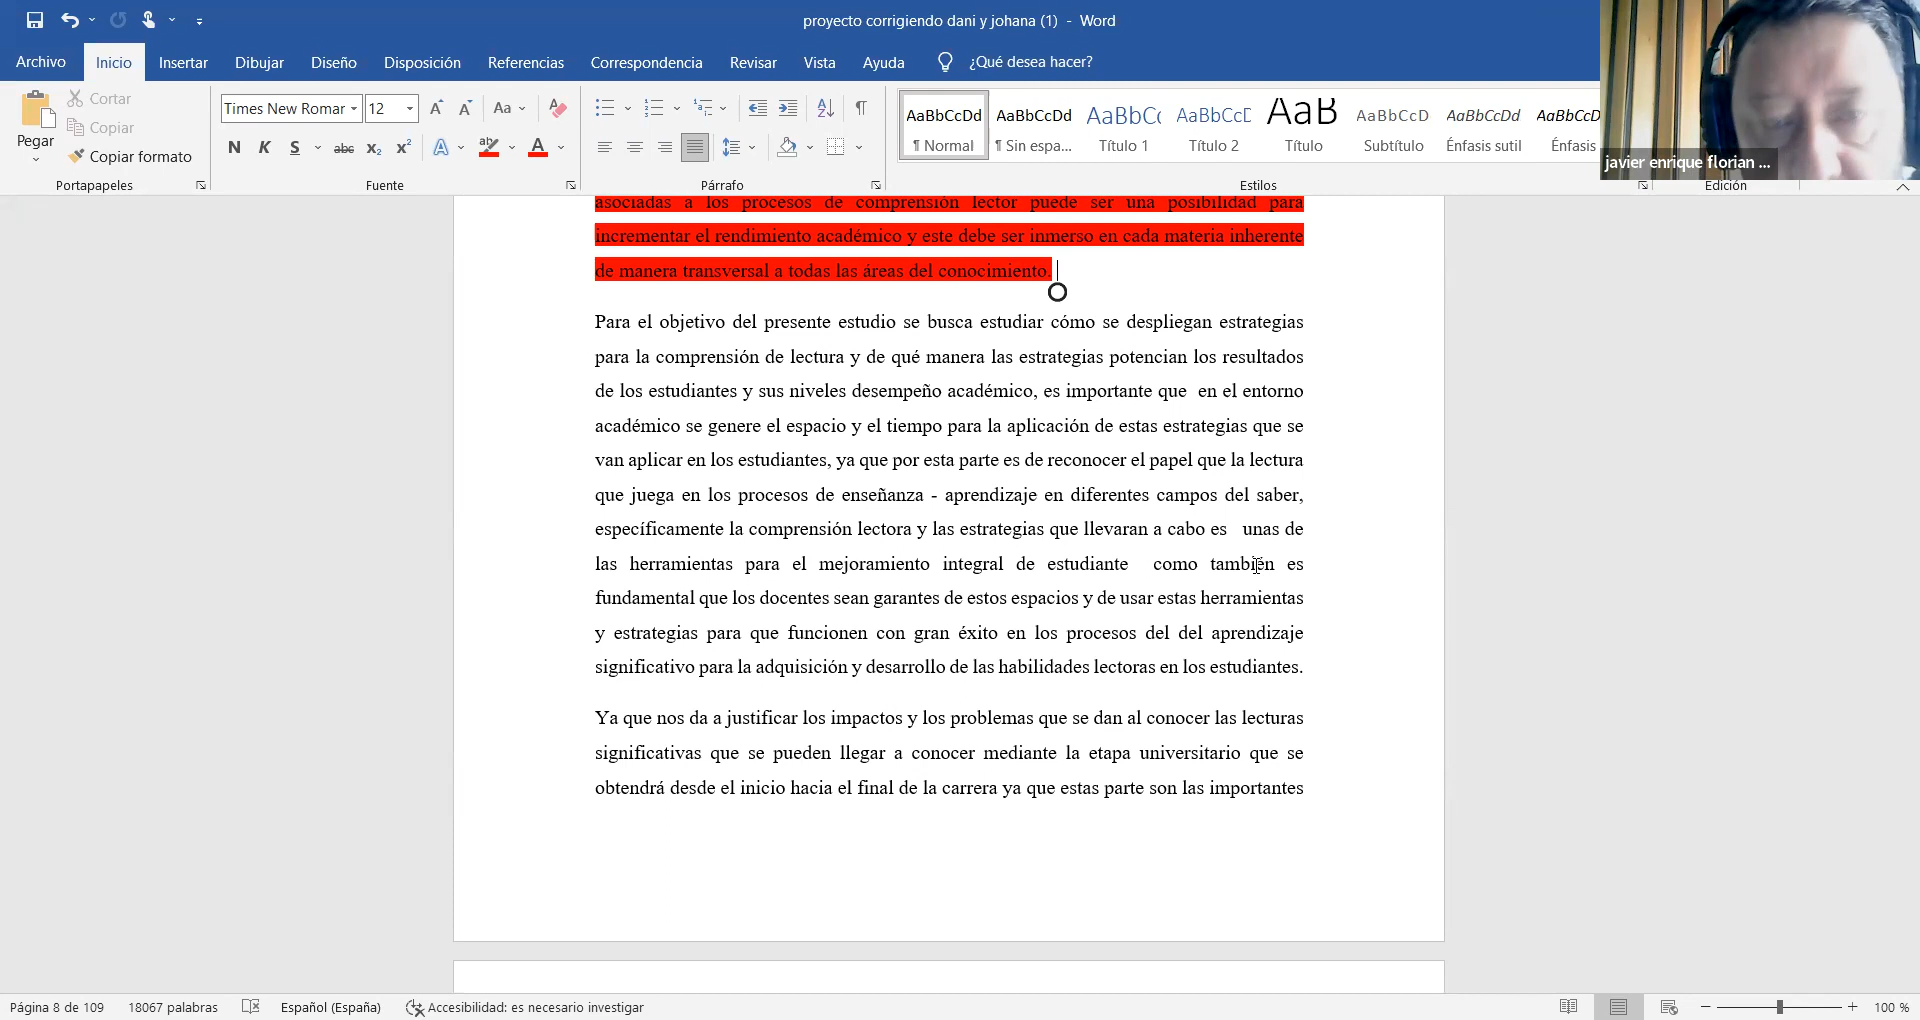 proyecto corrigiendo dani y johana (1) - Word
Archivo Inicio Insertar Dibujar Diseño Disposición Referencias Correspondencia Revisar Vista Ayuda ¿Qué desea hacer?
Pegar
Cortar
Copiar
Copiar formato
Portapapeles
Times New Romar 12
Aa
N K S abc x₂ x² A aby A
Fuente
Párrafo
AaBbCcDd AaBbCcDd AaBbCc AaBbCcD AaB AaBbCcD AaBbCcDd AaBbCcD
¶ Normal ¶ Sin espa... Título 1 Título 2 Título Subtítulo Énfasis sutil Énfasis
Estilos
Edición
javier enrique florian ...
asociadas a los procesos de comprensión lector puede ser una posibilidad para
incrementar el rendimiento académico y este debe ser inmerso en cada materia inherente
de manera transversal a todas las áreas del conocimiento.
Para el objetivo del presente estudio se busca estudiar cómo se despliegan estrategias
para la comprensión de lectura y de qué manera las estrategias potencian los resultados
de los estudiantes y sus niveles desempeño académico, es importante que en el entorno
académico se genere el espacio y el tiempo para la aplicación de estas estrategias que se
van aplicar en los estudiantes, ya que por esta parte es de reconocer el papel que la lectura
que juega en los procesos de enseñanza - aprendizaje en diferentes campos del saber,
específicamente la comprensión lectora y las estrategias que llevaran a cabo es unas de
las herramientas para el mejoramiento integral de estudiante como también es
fundamental que los docentes sean garantes de estos espacios y de usar estas herramientas
y estrategias para que funcionen con gran éxito en los procesos del del aprendizaje
significativo para la adquisición y desarrollo de las habilidades lectoras en los estudiantes.
Ya que nos da a justificar los impactos y los problemas que se dan al conocer las lecturas
significativas que se pueden llegar a conocer mediante la etapa universitario que se
obtendrá desde el inicio hacia el final de la carrera ya que estas parte son las importantes
Página 8 de 109 18067 palabras Español (España) Accesibilidad: es necesario investigar 100 %